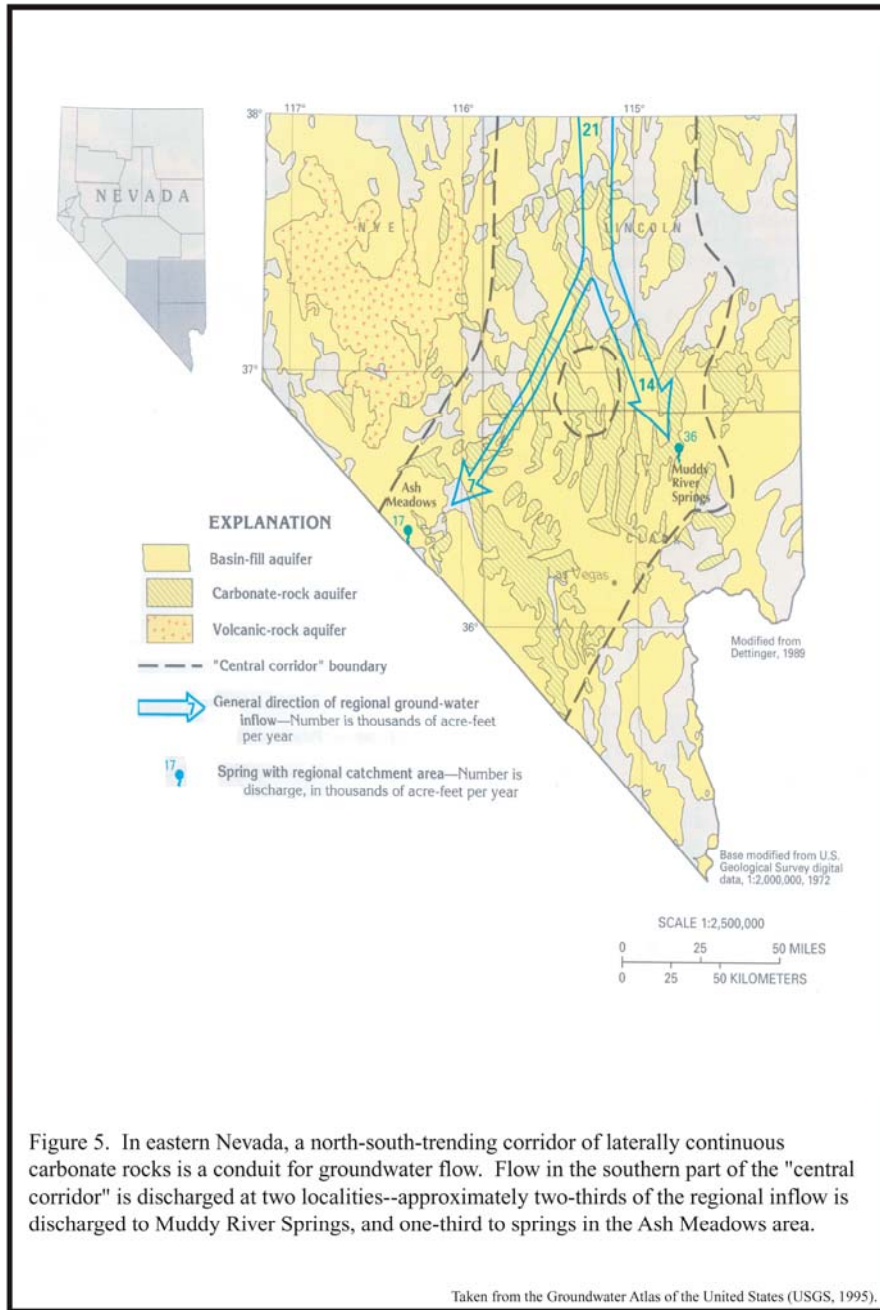 117°
116°
115°
38°
21
NEVADA
NYE
LINCOLN
37°
14
36
Muddy
River
Springs
7
Ash
Meadows
17
CLARK
Las Vegas
36°
EXPLANATION
Basin-fill aquifer
Carbonate-rock aquifer
Volcanic-rock aquifer
"Central corridor" boundary
7
General direction of regional ground-water
inflow—Number is thousands of acre-feet
per year
17
Spring with regional catchment area—Number is
discharge, in thousands of acre-feet per year
Modified from
Dettinger, 1989
Base modified from U.S.
Geological Survey digital
data, 1:2,000,000, 1972
SCALE 1:2,500,000
0 25 50 MILES
0 25 50 KILOMETERS
Figure 5. In eastern Nevada, a north-south-trending corridor of laterally continuous
carbonate rocks is a conduit for groundwater flow. Flow in the southern part of the "central
corridor" is discharged at two localities--approximately two-thirds of the regional inflow is
discharged to Muddy River Springs, and one-third to springs in the Ash Meadows area.
Taken from the Groundwater Atlas of the United States (USGS, 1995).